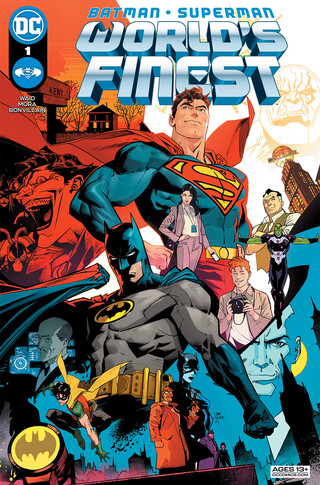 DC
BATMAN • SUPERMAN
WORLD'S
FINEST
1
WAID
MORA
BONVILLAIN
KENT
AGES 13+
DCCOMICS.COM